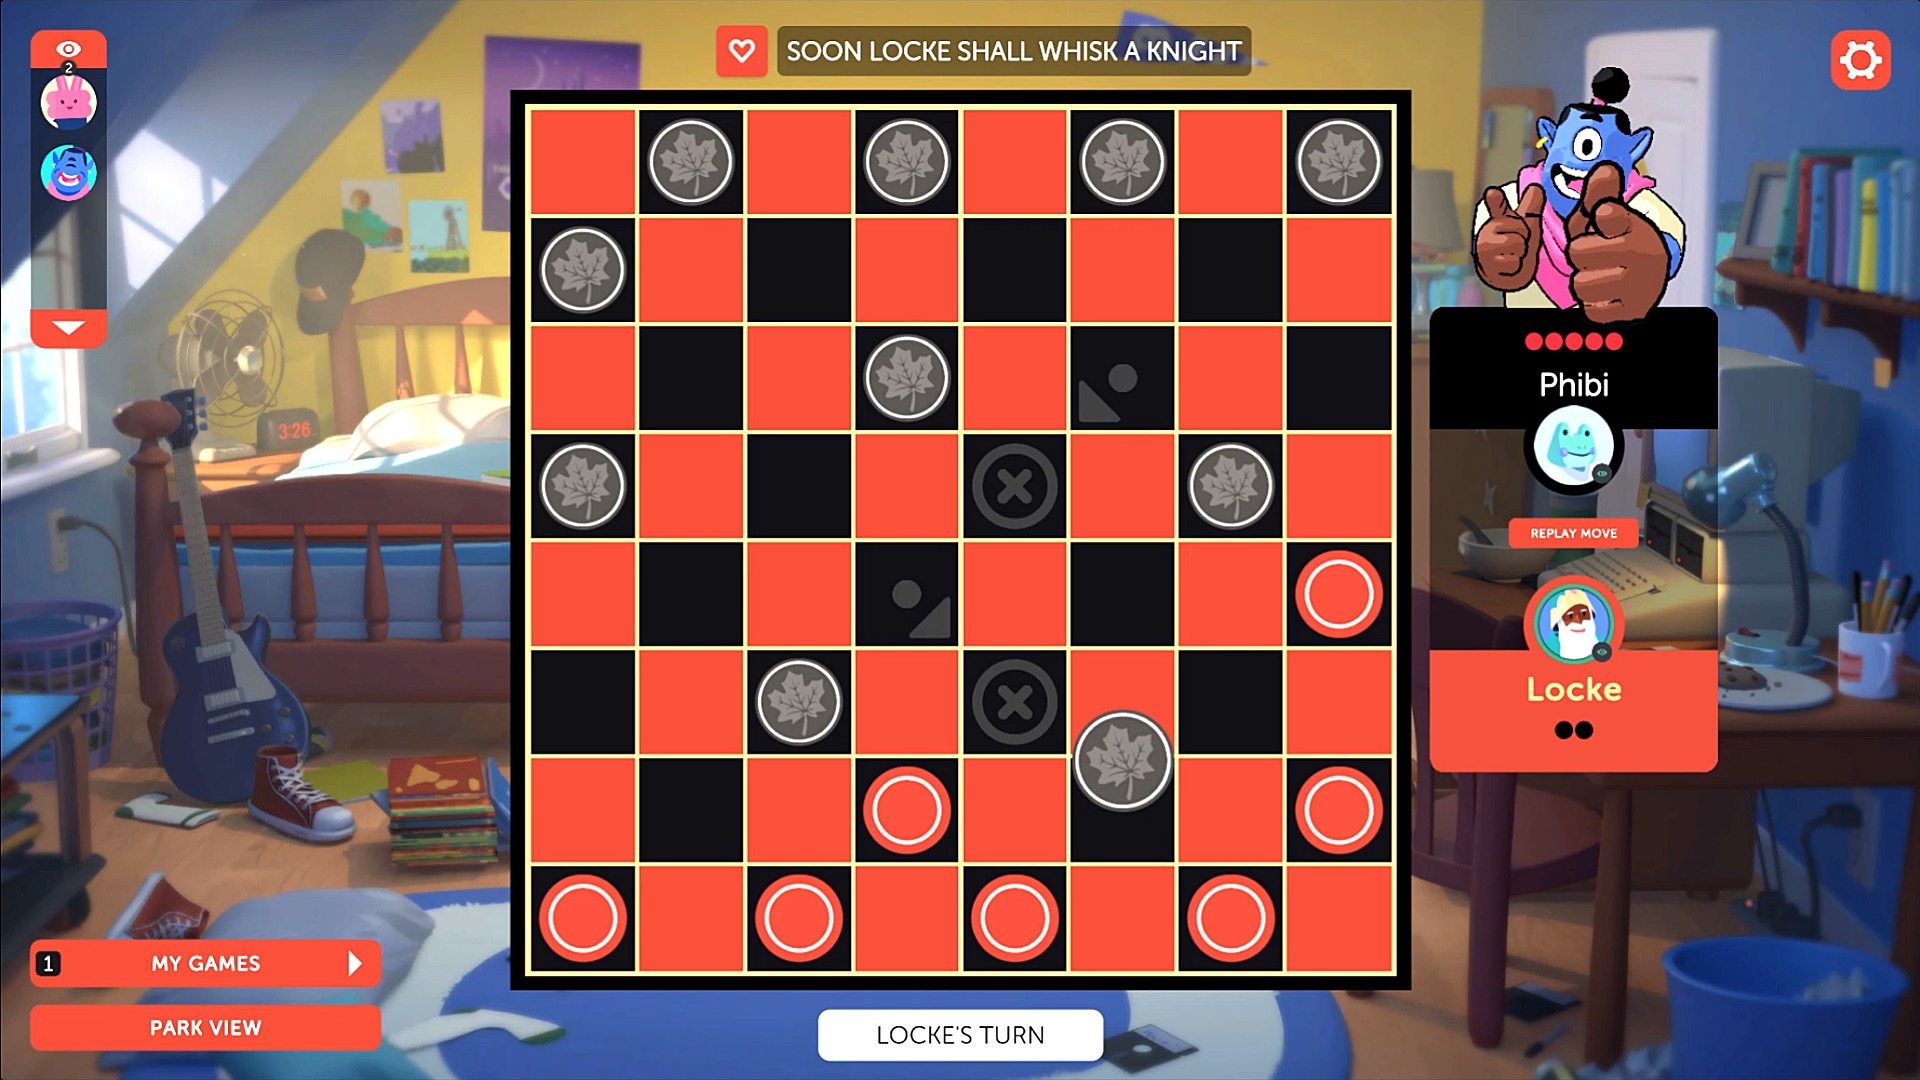 SOON LOCKE SHALL WHISK A KNIGHT
2
3:26
Phibi
REPLAY MOVE
Locke
1 MY GAMES
PARK VIEW
LOCKE'S TURN